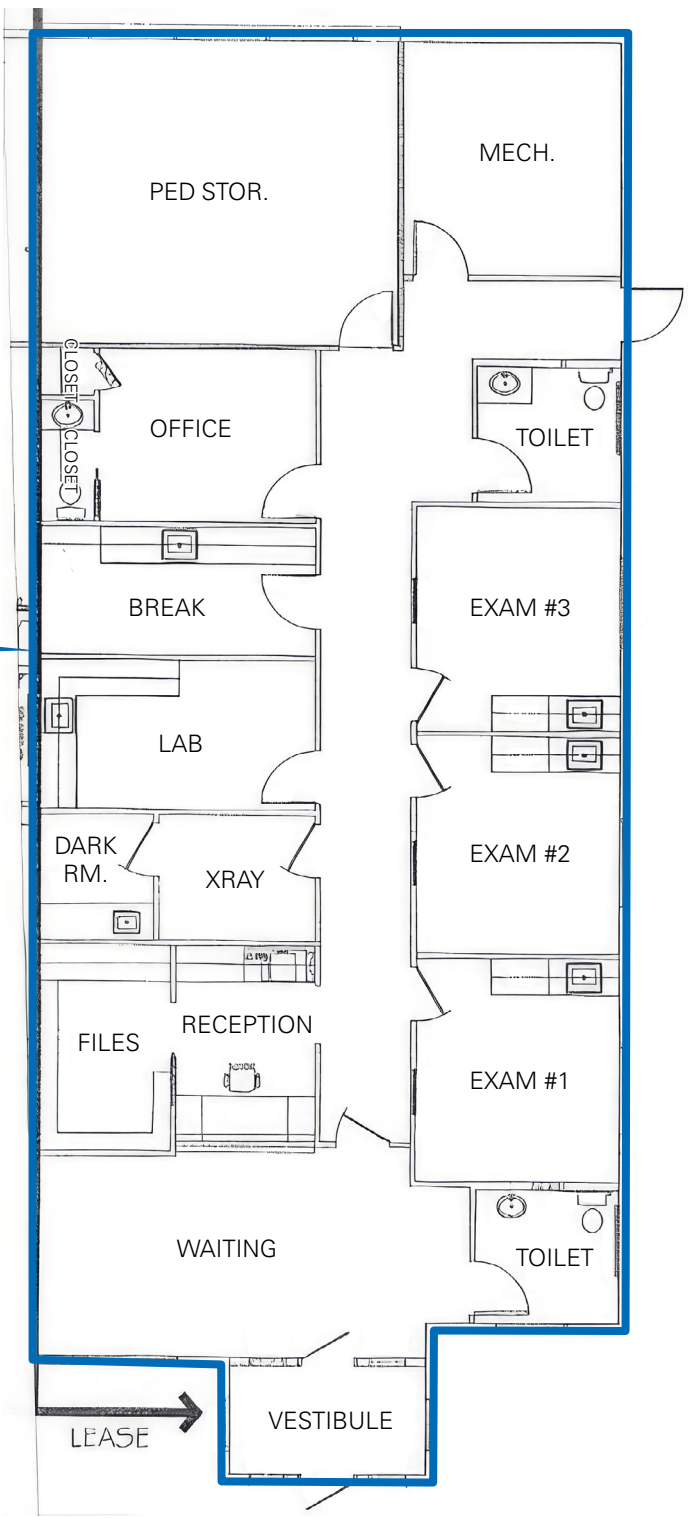 MECH.
PED STOR.
CLOSET
CLOSET
OFFICE
TOILET
BREAK
EXAM #3
LAB
DARK
RM.
XRAY
EXAM #2
FILES
RECEPTION
EXAM #1
WAITING
TOILET
VESTIBULE
LEASE